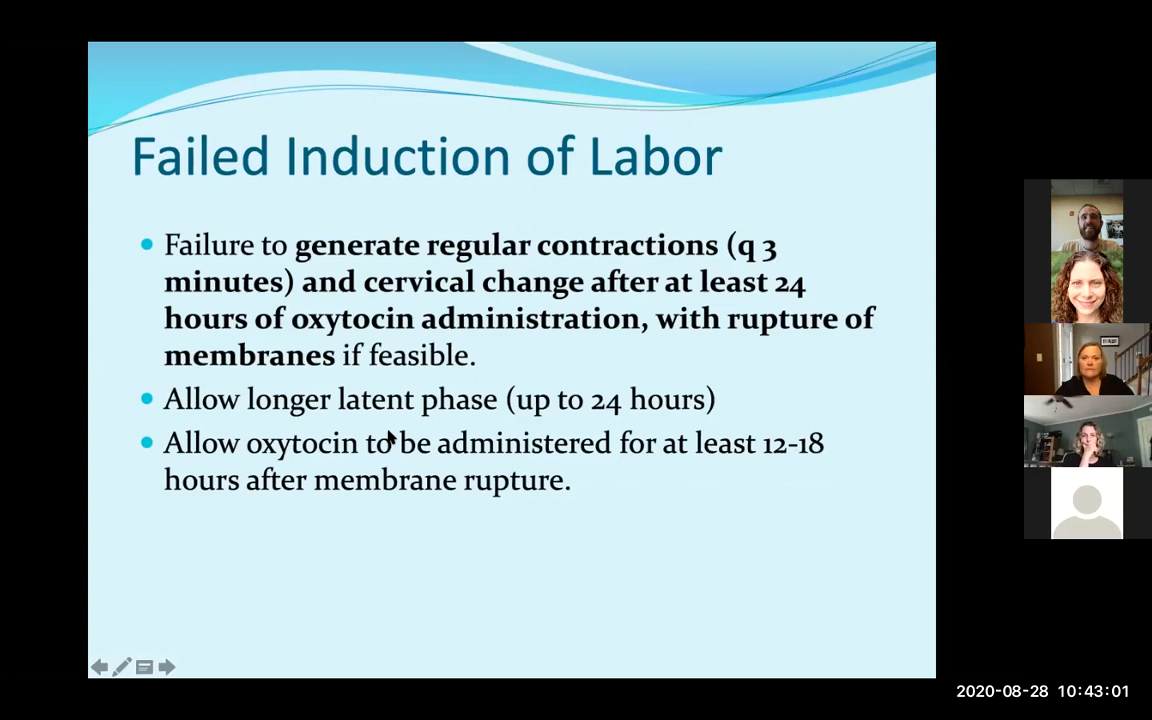 Failed Induction of Labor
Failure to generate regular contractions (q 3
minutes) and cervical change after at least 24
hours of oxytocin administration, with rupture of
membranes if feasible.
Allow longer latent phase (up to 24 hours)
Allow oxytocin to be administered for at least 12-18
hours after membrane rupture.
2020-08-28 10:43:01